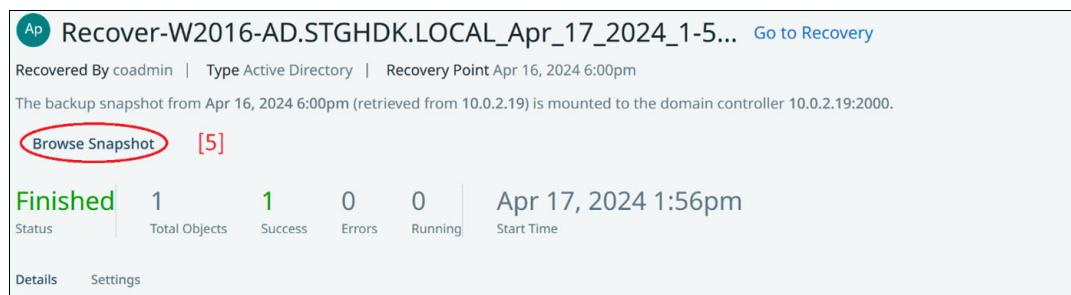 Ap Recover-W2016-AD.STGHDK.LOCAL_Apr_17_2024_1-5... Go to Recovery
Recovered By coadmin | Type Active Directory | Recovery Point Apr 16, 2024 6:00pm
The backup snapshot from Apr 16, 2024 6:00pm (retrieved from 10.0.2.19) is mounted to the domain controller 10.0.2.19:2000.
Browse Snapshot [5]
Finished 1 1 0 0 Apr 17, 2024 1:56pm
Status Total Objects Success Errors Running Start Time
Details Settings